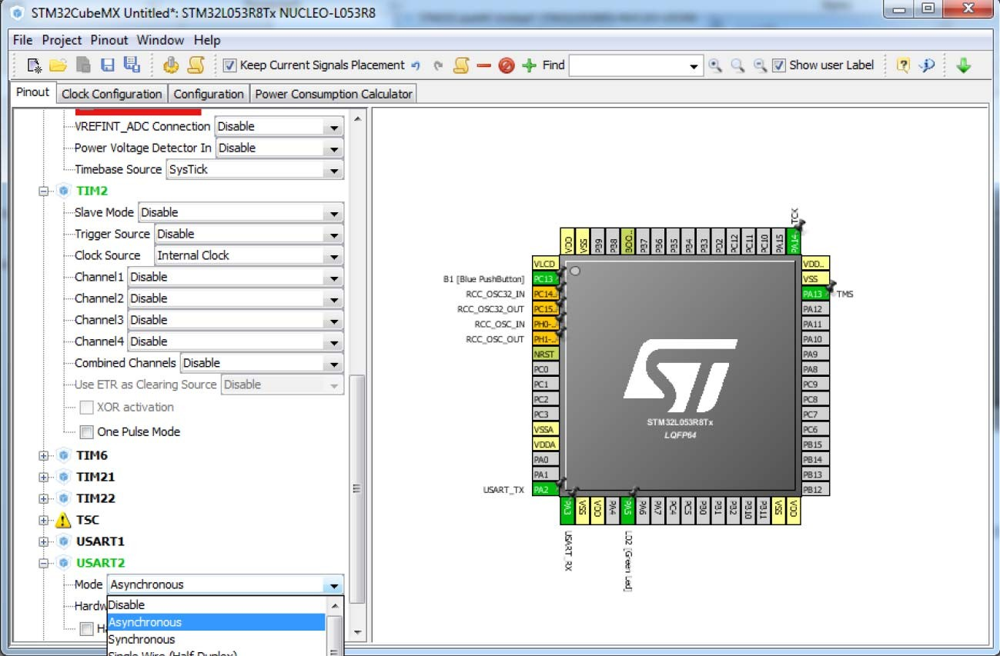 STM32CubeMX Untitled*: STM32L053R8Tx NUCLEO-L053R8
File Project Pinout Window Help
Keep Current Signals Placement Find Show user Label
Pinout Clock Configuration Configuration Power Consumption Calculator
VREFINT_ADC Connection Disable
Power Voltage Detector In Disable
Timebase Source SysTick
TIM2
Slave Mode Disable
Trigger Source Disable
Clock Source Internal Clock
Channel1 Disable
Channel2 Disable
Channel3 Disable
Channel4 Disable
Combined Channels Disable
Use ETR as Clearing Source Disable
XOR activation
One Pulse Mode
TIM6
TIM21
TIM22
TSC
USART1
USART2
Mode Asynchronous
Hardw
Disable
Asynchronous
Ha
Synchronous
Single Wire (Half Duplex)
TCK
VDD VSS PB9 PB8 BOO.. PB7 PB6 PB5 PB4 PB3 PD2 PC12 PC11 PC10 PA15 PA14
VLCD
B1 [Blue PushButton] PC13
RCC_OSC32_IN PC14..
RCC_OSC32_OUT PC15..
RCC_OSC_IN PH0-..
RCC_OSC_OUT PH1-..
NRST
PC0
PC1
PC2
PC3
VSSA
VDDA
PA0
PA1
USART_TX PA2
ST
STM32L053R8Tx
LQFP64
VDD..
VSS
PA13 TMS
PA12
PA11
PA10
PA9
PA8
PC9
PC8
PC7
PC6
PB15
PB14
PB13
PB12
PA3 VSS VDD PA4 PA5 PA6 PA7 PC4 PC5 PB0 PB1 PB2 PB10 PB11 VSS VDD
USART_RX
LD2 [Green Led]